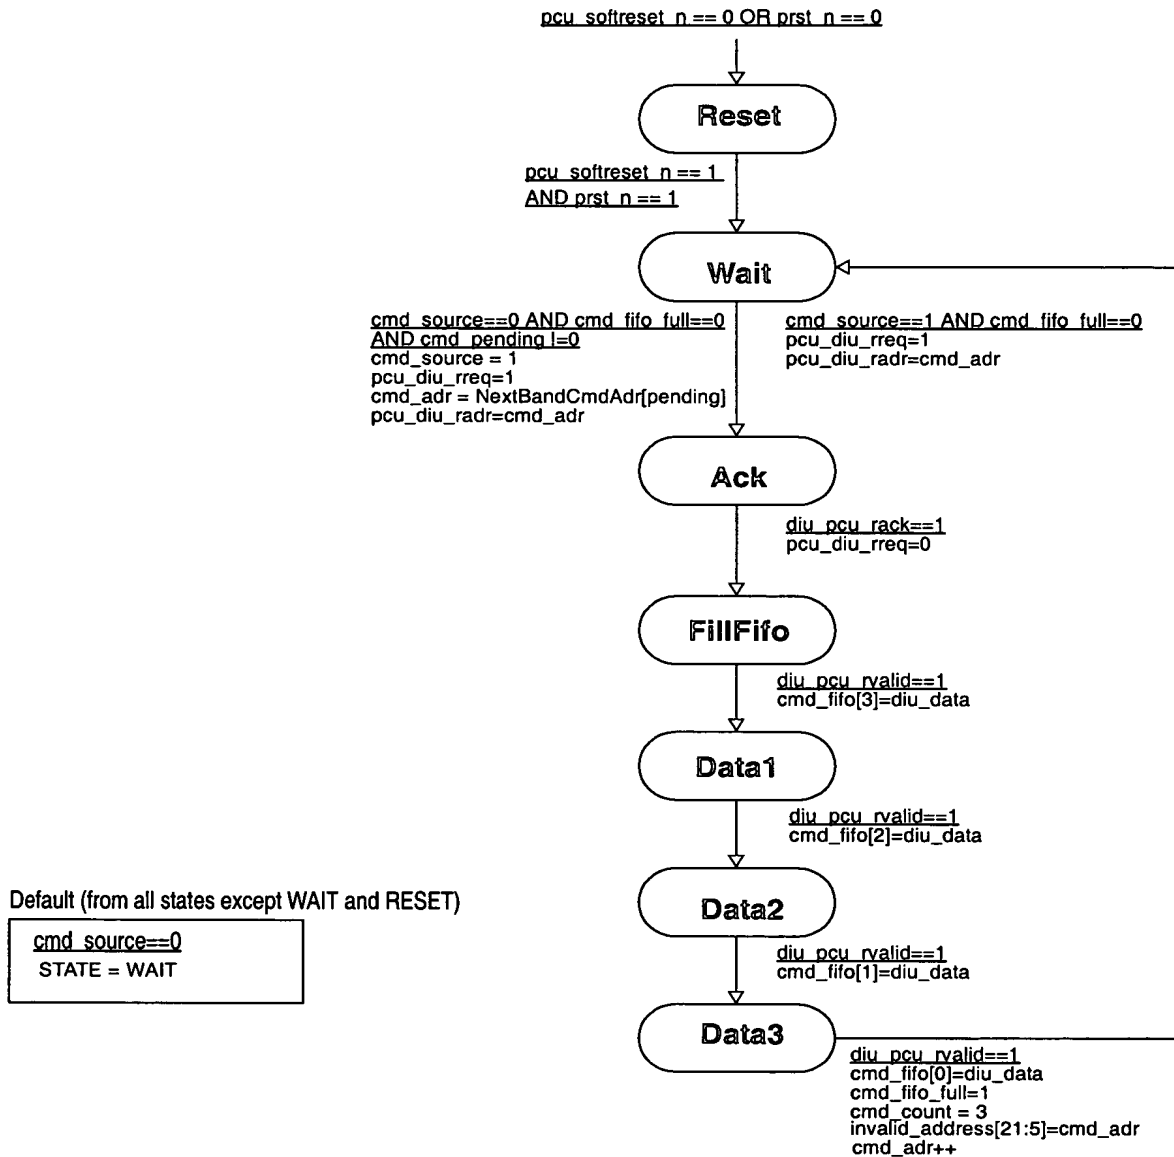 pcu_softreset_n == 0 OR prst_n == 0
Reset
pcu_softreset_n == 1
AND prst_n == 1
Wait
cmd_source==0 AND cmd_fifo_full==0
AND cmd_pending !=0
cmd_source = 1
pcu_diu_rreq=1
cmd_adr = NextBandCmdAdr[pending]
pcu_diu_radr=cmd_adr
cmd_source==1 AND cmd_fifo_full==0
pcu_diu_rreq=1
pcu_diu_radr=cmd_adr
Ack
diu_pcu_rack==1
pcu_diu_rreq=0
FillFifo
diu_pcu_rvalid==1
cmd_fifo[3]=diu_data
Data1
diu_pcu_rvalid==1
cmd_fifo[2]=diu_data
Data2
diu_pcu_rvalid==1
cmd_fifo[1]=diu_data
Default (from all states except WAIT and RESET)
cmd_source==0
STATE = WAIT
Data3
diu_pcu_rvalid==1
cmd_fifo[0]=diu_data
cmd_fifo_full=1
cmd_count = 3
invalid_address[21:5]=cmd_adr
cmd_adr++